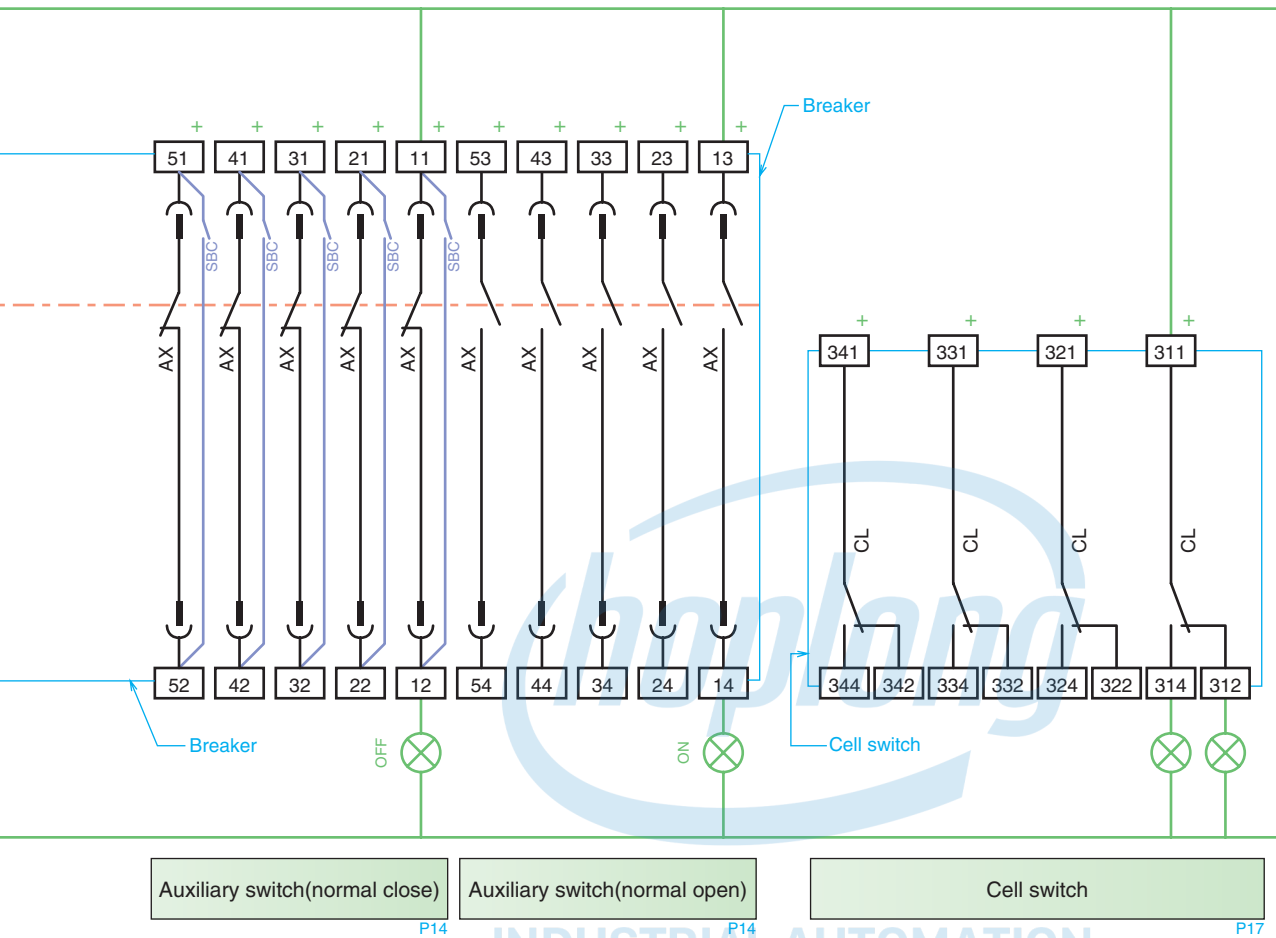 Breaker
+ + + + + + + + + +
51 41 31 21 11 53 43 33 23 13
SBC SBC SBC SBC SBC
AX AX AX AX AX AX AX AX AX AX
+ + + +
341 331 321 311
CL CL CL CL
52 42 32 22 12 54 44 34 24 14
344 342 334 332 324 322 314 312
hoplong
Breaker
OFF
ON
Cell switch
Auxiliary switch(normal close)
Auxiliary switch(normal open)
Cell switch
P14
P14
P17
INDUSTRIAL AUTOMATION